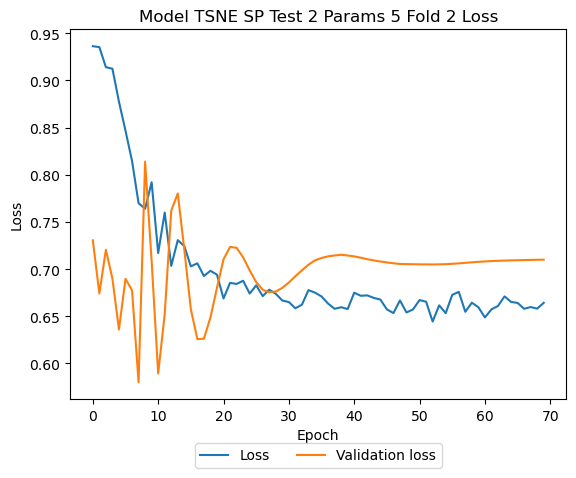 Model TSNE SP Test 2 Params 5 Fold 2 Loss
Loss
0.95
0.90
0.85
0.80
0.75
0.70
0.65
0.60
0 10 20 30 40 50 60 70
Epoch
Loss Validation loss